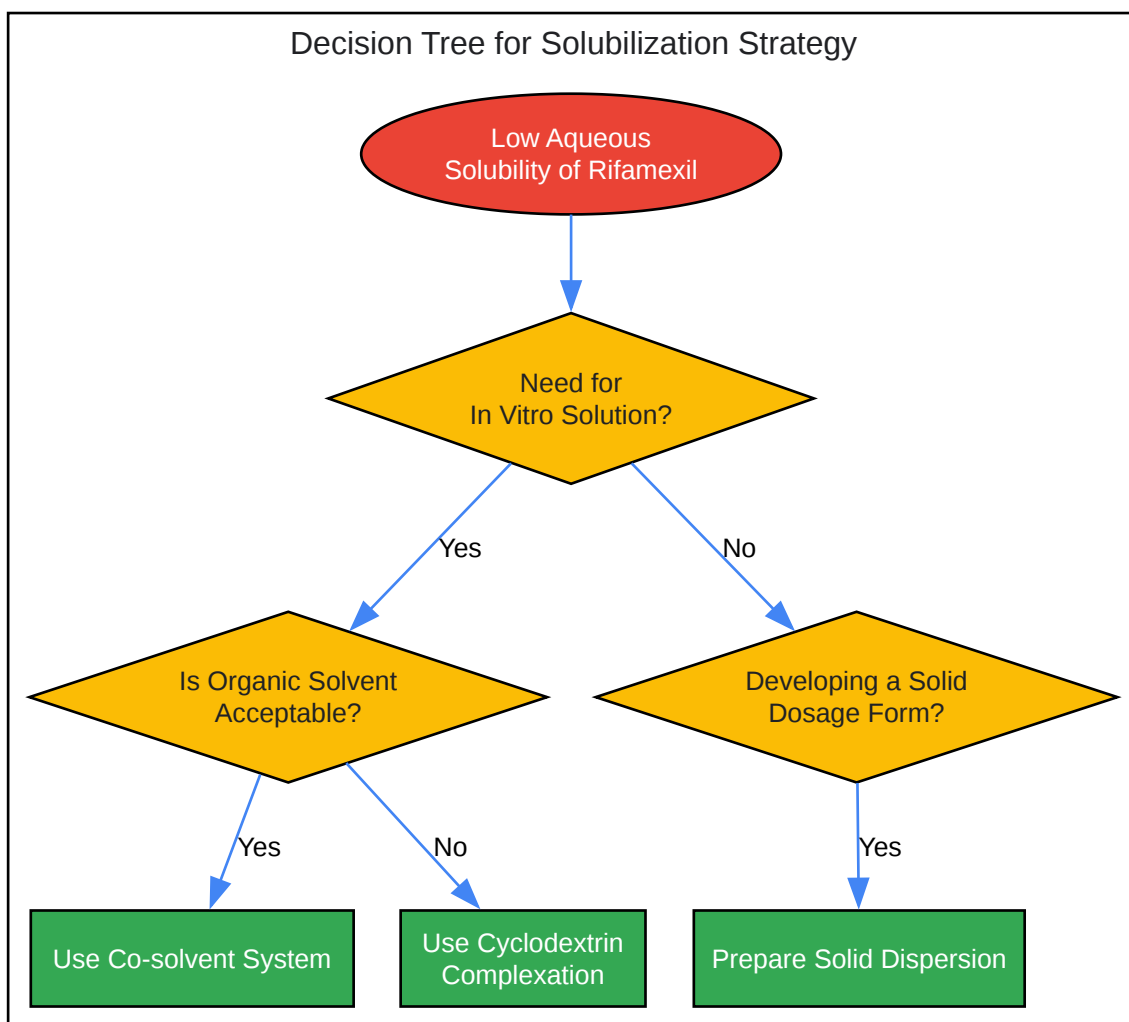 Decision Tree for Solubilization Strategy
Low Aqueous
Solubility of Rifamexil
Need for
In Vitro Solution?
Yes
No
Is Organic Solvent
Acceptable?
Developing a Solid
Dosage Form?
Yes
No
Yes
Use Co-solvent System
Use Cyclodextrin
Complexation
Prepare Solid Dispersion